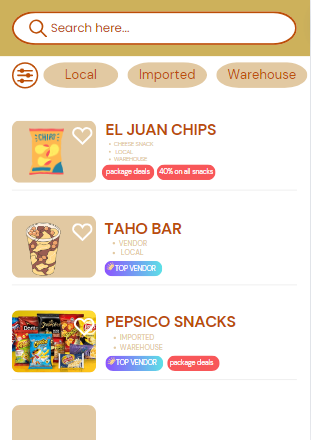 Search here...
Local Imported Warehouse
CHIPS
EL JUAN CHIPS
• CHEESE SNACK
• LOCAL
• WAREHOUSE
package deals 40% on all snacks
TAHO BAR
• VENDOR
• LOCAL
TOP VENDOR
PEPSICO SNACKS
• IMPORTED
• WAREHOUSE
TOP VENDOR package deals